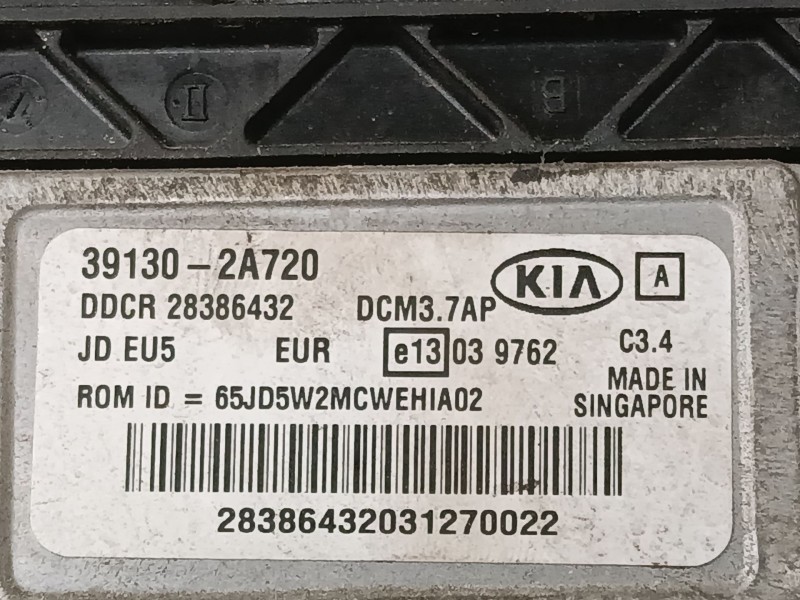 39130-2A720
KIA
A
DDCR 28386432 DCM3.7AP
JD EU5 EUR e13 03 9762 C3.4
ROM ID = 65JD5W2MCWEHIA02
MADE IN
SINGAPORE
28386432031270022